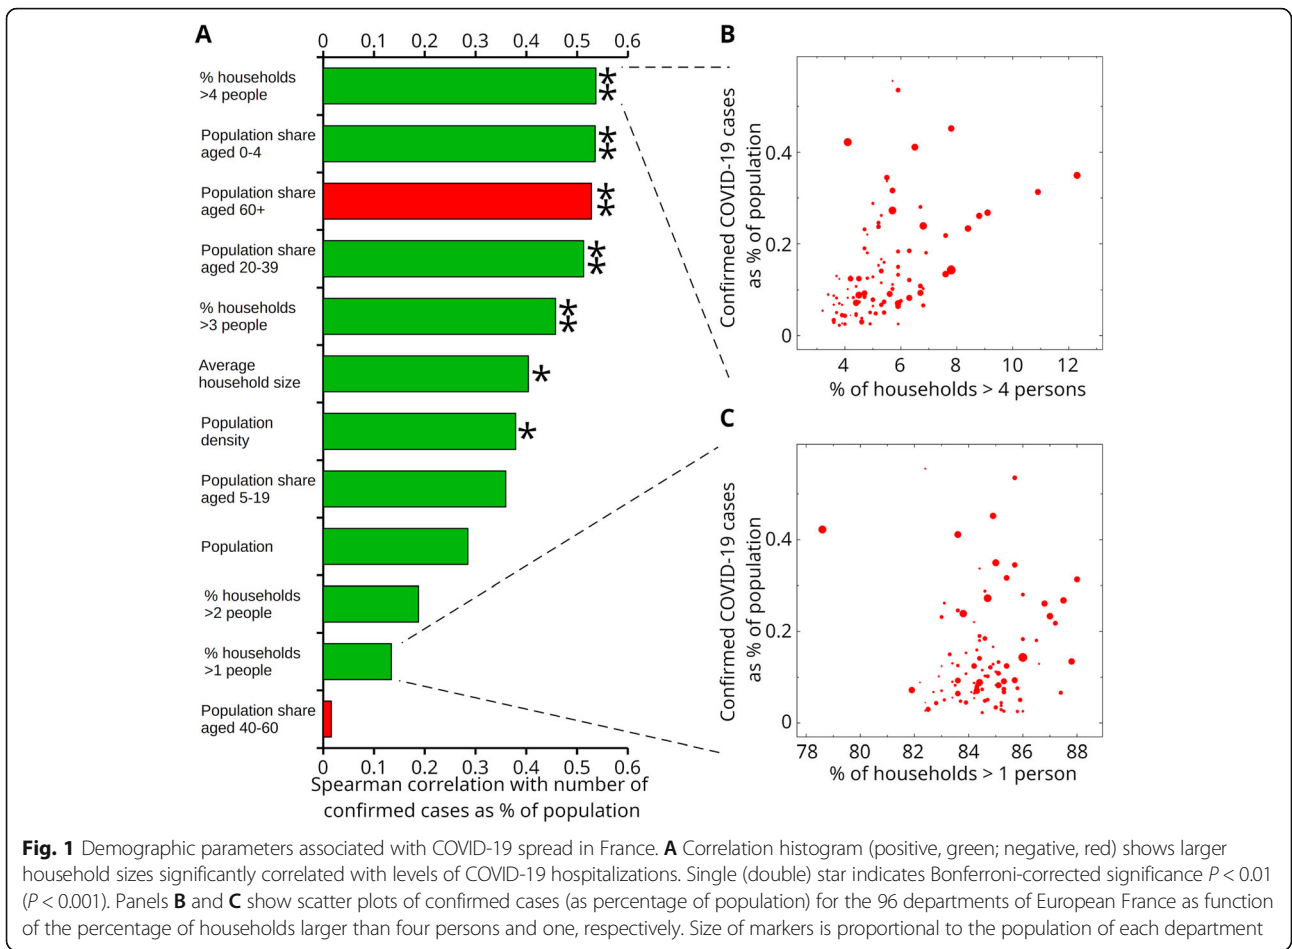 A
0 0.1 0.2 0.3 0.4 0.5 0.6
% households
>4 people
**
Population share
aged 0-4
**
Population share
aged 60+
**
Population share
aged 20-39
**
% households
>3 people
**
Average
household size
*
Population
density
*
Population share
aged 5-19
Population
% households
>2 people
% households
>1 people
Population share
aged 40-60
0 0.1 0.2 0.3 0.4 0.5 0.6
Spearman correlation with number of
confirmed cases as % of population
B
Confirmed COVID-19 cases
as % of population
0.4
0.2
0
4 6 8 10 12
% of households > 4 persons
C
Confirmed COVID-19 cases
as % of population
0.4
0.2
0
78 80 82 84 86 88
% of households > 1 person
Fig. 1 Demographic parameters associated with COVID-19 spread in France. A Correlation histogram (positive, green; negative, red) shows larger
household sizes significantly correlated with levels of COVID-19 hospitalizations. Single (double) star indicates Bonferroni-corrected significance P < 0.01
(P < 0.001). Panels B and C show scatter plots of confirmed cases (as percentage of population) for the 96 departments of European France as function
of the percentage of households larger than four persons and one, respectively. Size of markers is proportional to the population of each department